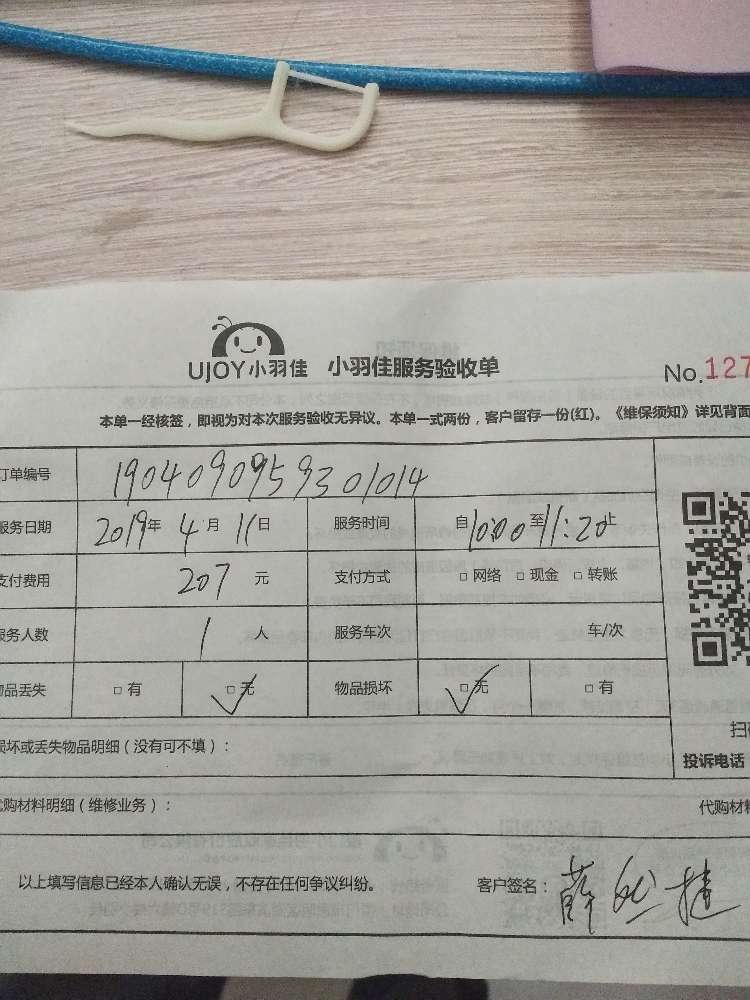 UJOY小羽佳 小羽佳服务验收单
No.127
本单一经核签，即视为对本次服务验收无异议。本单一式两份，客户留存一份(红)。《维保须知》详见背面
订单编号 190409095930 1014
服务日期 2019年 4月 11日 服务时间 自10:00至11:20止
支付费用 207 元 支付方式 □ 网络 □ 现金 □ 转账
服务人数 1 人 服务车次 车/次
物品丢失 □ 有 □ 无 物品损坏 □ 无 □ 有
损坏或丢失物品明细（没有可不填）：
扫
投诉电话
代购材料明细（维修业务）：
代购材
以上填写信息已经本人确认无误，不存在任何争议纠纷。 客户签名：薛 捷